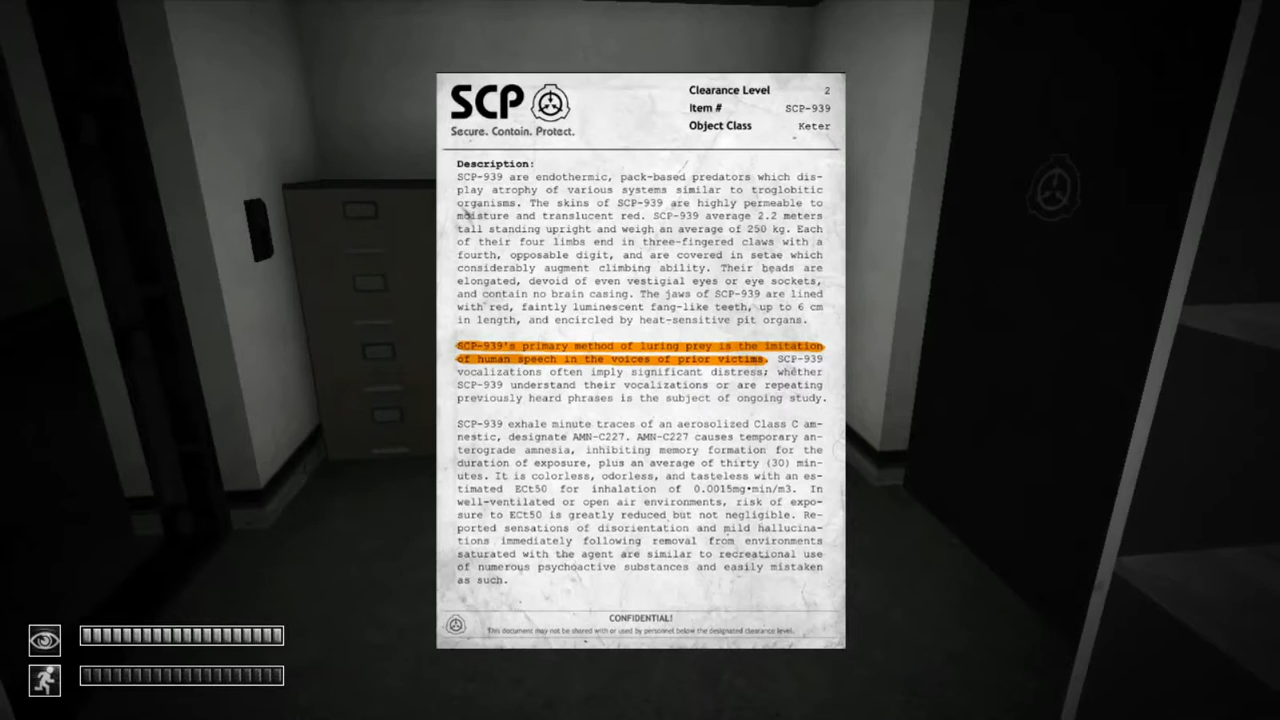 SCP
Secure. Contain. Protect.
Clearance Level 2
Item # SCP-939
Object Class Keter
Description:
SCP-939 are endothermic, pack-based predators which dis-
play atrophy of various systems similar to troglobitic
organisms. The skins of SCP-939 are highly permeable to
moisture and translucent red. SCP-939 average 2.2 meters
tall standing upright and weigh an average of 250 kg. Each
of their four limbs end in three-fingered claws with a
fourth, opposable digit, and are covered in setae which
considerably augment climbing ability. Their heads are
elongated, devoid of even vestigial eyes or eye sockets,
and contain no brain casing. The jaws of SCP-939 are lined
with red, faintly luminescent fang-like teeth, up to 6 cm
in length, and encircled by heat-sensitive pit organs.
SCP-939's primary method of luring prey is the imitation
of human speech in the voices of prior victims. SCP-939
vocalizations often imply significant distress; whether
SCP-939 understand their vocalizations or are repeating
previously heard phrases is the subject of ongoing study.
SCP-939 exhale minute traces of an aerosolized Class C am-
nestic, designate AMN-C227. AMN-C227 causes temporary an-
terograde amnesia, inhibiting memory formation for the
duration of exposure, plus an average of thirty (30) min-
utes. It is colorless, odorless, and tasteless with an es-
timated ECt50 for inhalation of 0.0015mg•min/m3. In
well-ventilated or open air environments, risk of expo-
sure to ECt50 is greatly reduced but not negligible. Re-
ported sensations of disorientation and mild hallucina-
tions immediately following removal from environments
saturated with the agent are similar to recreational use
of numerous psychoactive substances and easily mistaken
as such.
CONFIDENTIAL!
This document may not be shared with or used by personnel below the designated clearance level.